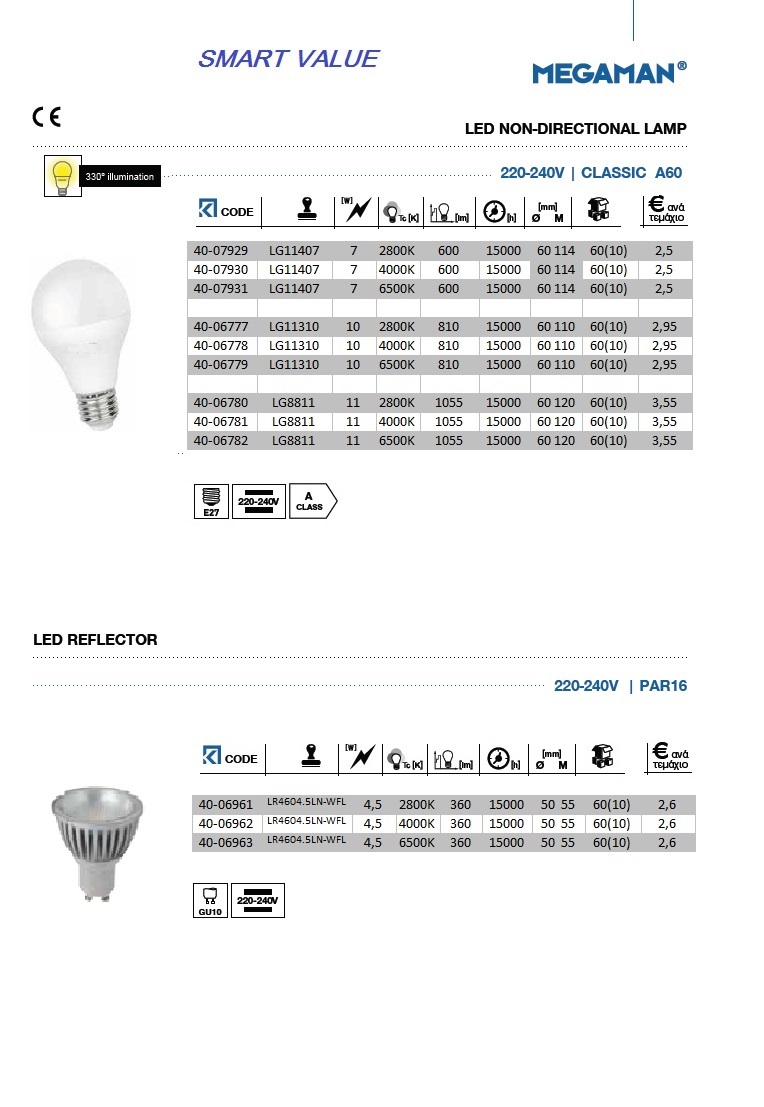 SMART VALUE
MEGAMAN®
CE
LED NON-DIRECTIONAL LAMP
330° illumination
220-240V | CLASSIC A60
CODE [W] Tc [K] [lm] [h] [mm] Ø M € ανά τεμάχιο
40-07929 LG11407 7 2800K 600 15000 60 114 60(10) 2,5
40-07930 LG11407 7 4000K 600 15000 60 114 60(10) 2,5
40-07931 LG11407 7 6500K 600 15000 60 114 60(10) 2,5
40-06777 LG11310 10 2800K 810 15000 60 110 60(10) 2,95
40-06778 LG11310 10 4000K 810 15000 60 110 60(10) 2,95
40-06779 LG11310 10 6500K 810 15000 60 110 60(10) 2,95
40-06780 LG8811 11 2800K 1055 15000 60 120 60(10) 3,55
40-06781 LG8811 11 4000K 1055 15000 60 120 60(10) 3,55
40-06782 LG8811 11 6500K 1055 15000 60 120 60(10) 3,55
E27 220-240V A CLASS
LED REFLECTOR
220-240V | PAR16
CODE [W] Tc [K] [lm] [h] [mm] Ø M € ανά τεμάχιο
40-06961 LR4604.5LN-WFL 4,5 2800K 360 15000 50 55 60(10) 2,6
40-06962 LR4604.5LN-WFL 4,5 4000K 360 15000 50 55 60(10) 2,6
40-06963 LR4604.5LN-WFL 4,5 6500K 360 15000 50 55 60(10) 2,6
GU10 220-240V